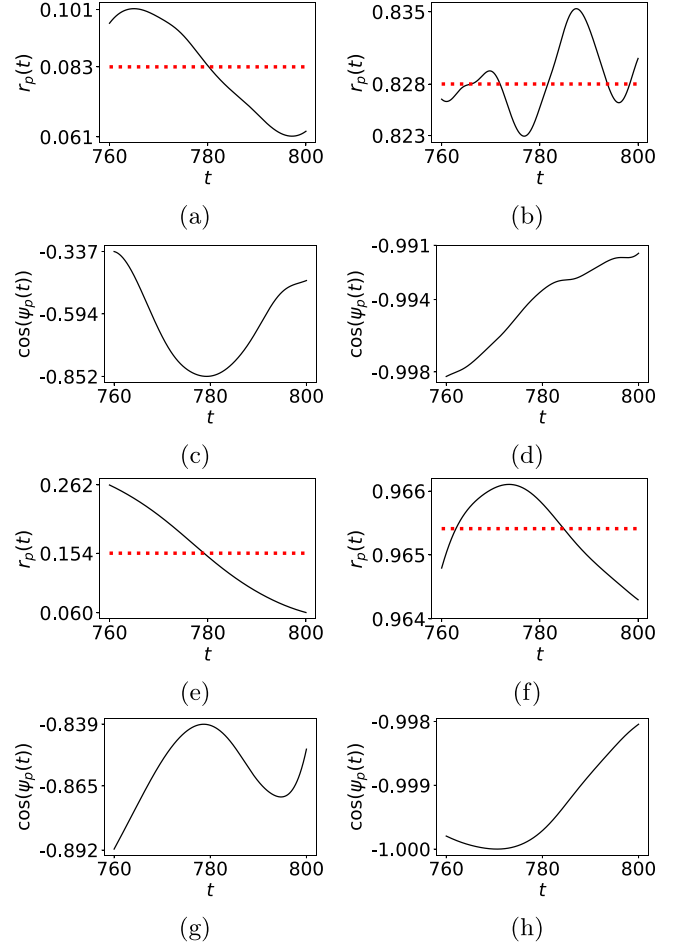 0.101
0.083
0.061
r_p(t)
760
780
800
t
(a)
0.835
0.828
0.823
r_p(t)
760
780
800
t
(b)
-0.337
-0.594
-0.852
cos(ψ_p(t))
760
780
800
t
(c)
-0.991
-0.994
-0.998
cos(ψ_p(t))
760
780
800
t
(d)
0.262
0.154
0.060
r_p(t)
760
780
800
t
(e)
0.966
0.965
0.964
r_p(t)
760
780
800
t
(f)
-0.839
-0.865
-0.892
cos(ψ_p(t))
760
780
800
t
(g)
-0.998
-0.999
-1.000
cos(ψ_p(t))
760
780
800
t
(h)